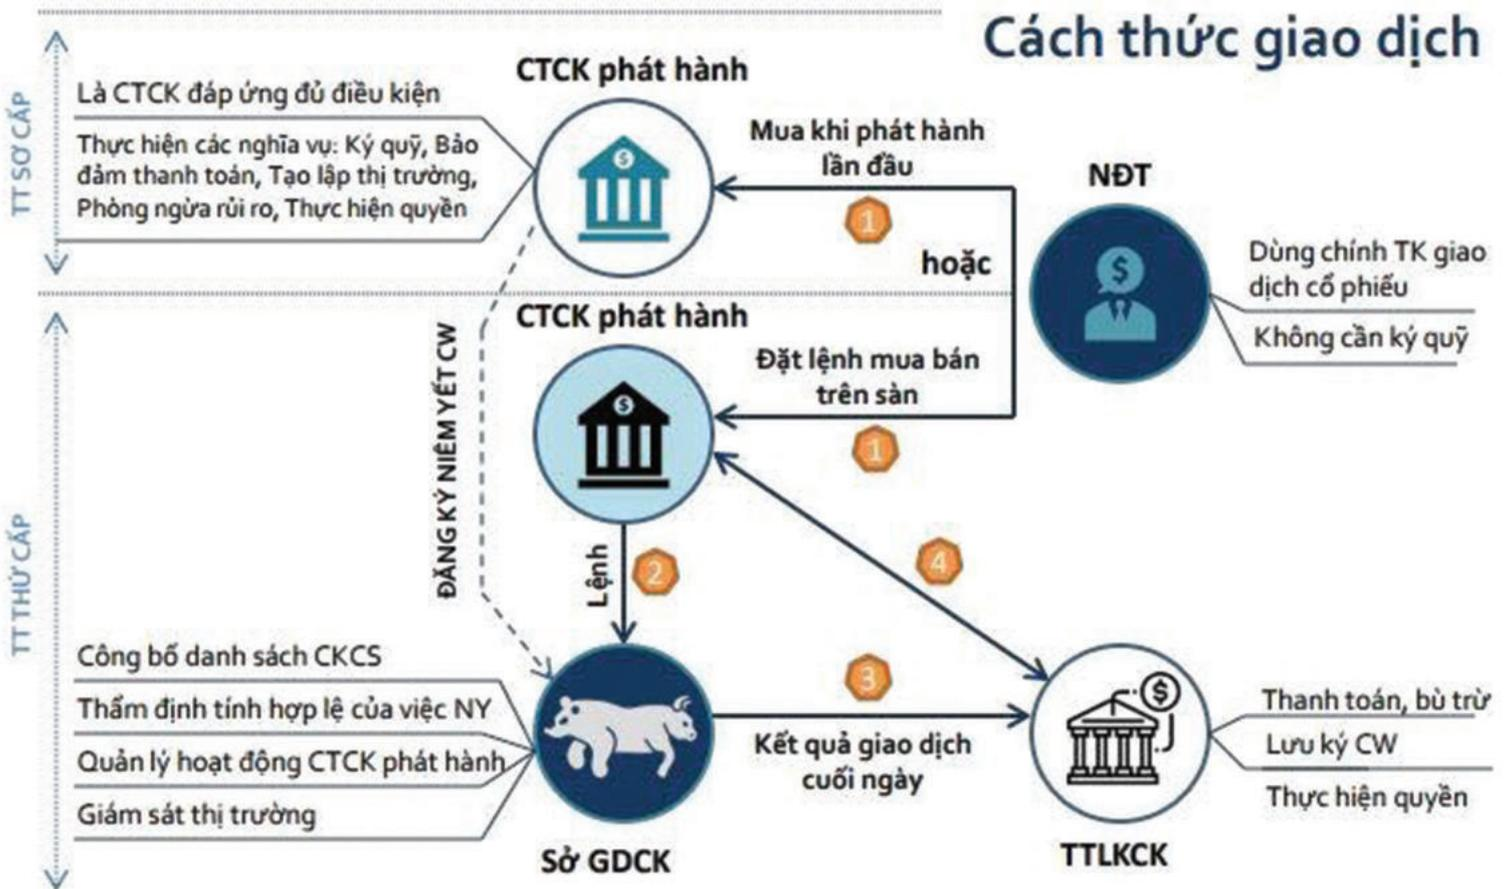 Cách thức giao dịch
TT SƠ CẤP
CTCK phát hành
Là CTCK đáp ứng đủ điều kiện
Thực hiện các nghĩa vụ: Ký quỹ, Bảo
đảm thanh toán, Tạo lập thị trường,
Phòng ngừa rủi ro, Thực hiện quyền
Mua khi phát hành
lần đầu
1
hoặc
NĐT
Dùng chính TK giao
dịch cổ phiếu
Không cần ký quỹ
TT THỨ CẤP
CTCK phát hành
Đặt lệnh mua bán
trên sàn
1
ĐĂNG KÝ NIÊM YẾT CW
Lệnh
2
4
3
Công bố danh sách CKCS
Thẩm định tính hợp lệ của việc NY
Quản lý hoạt động CTCK phát hành
Giám sát thị trường
Sở GDCK
Kết quả giao dịch
cuối ngày
Thanh toán, bù trừ
Lưu ký CW
Thực hiện quyền
TTLKCK